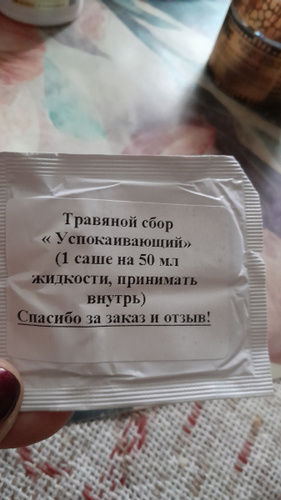 Травяной сбор
« Успокаивающий»
(1 саше на 50 мл
жидкости, принимать
внутрь)
Спасибо за заказ и отзыв!